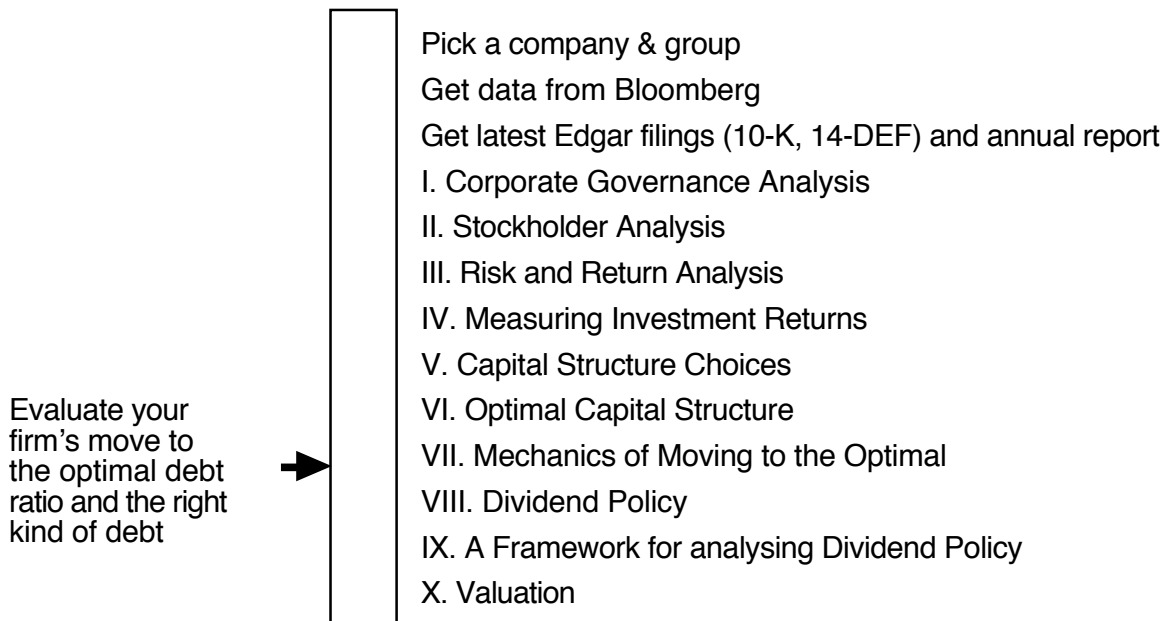 Pick a company & group
Get data from Bloomberg
Get latest Edgar filings (10-K, 14-DEF) and annual report
I. Corporate Governance Analysis
II. Stockholder Analysis
III. Risk and Return Analysis
IV. Measuring Investment Returns
V. Capital Structure Choices
VI. Optimal Capital Structure
VII. Mechanics of Moving to the Optimal
VIII. Dividend Policy
IX. A Framework for analysing Dividend Policy
X. Valuation
Evaluate your
firm’s move to
the optimal debt
ratio and the right
kind of debt